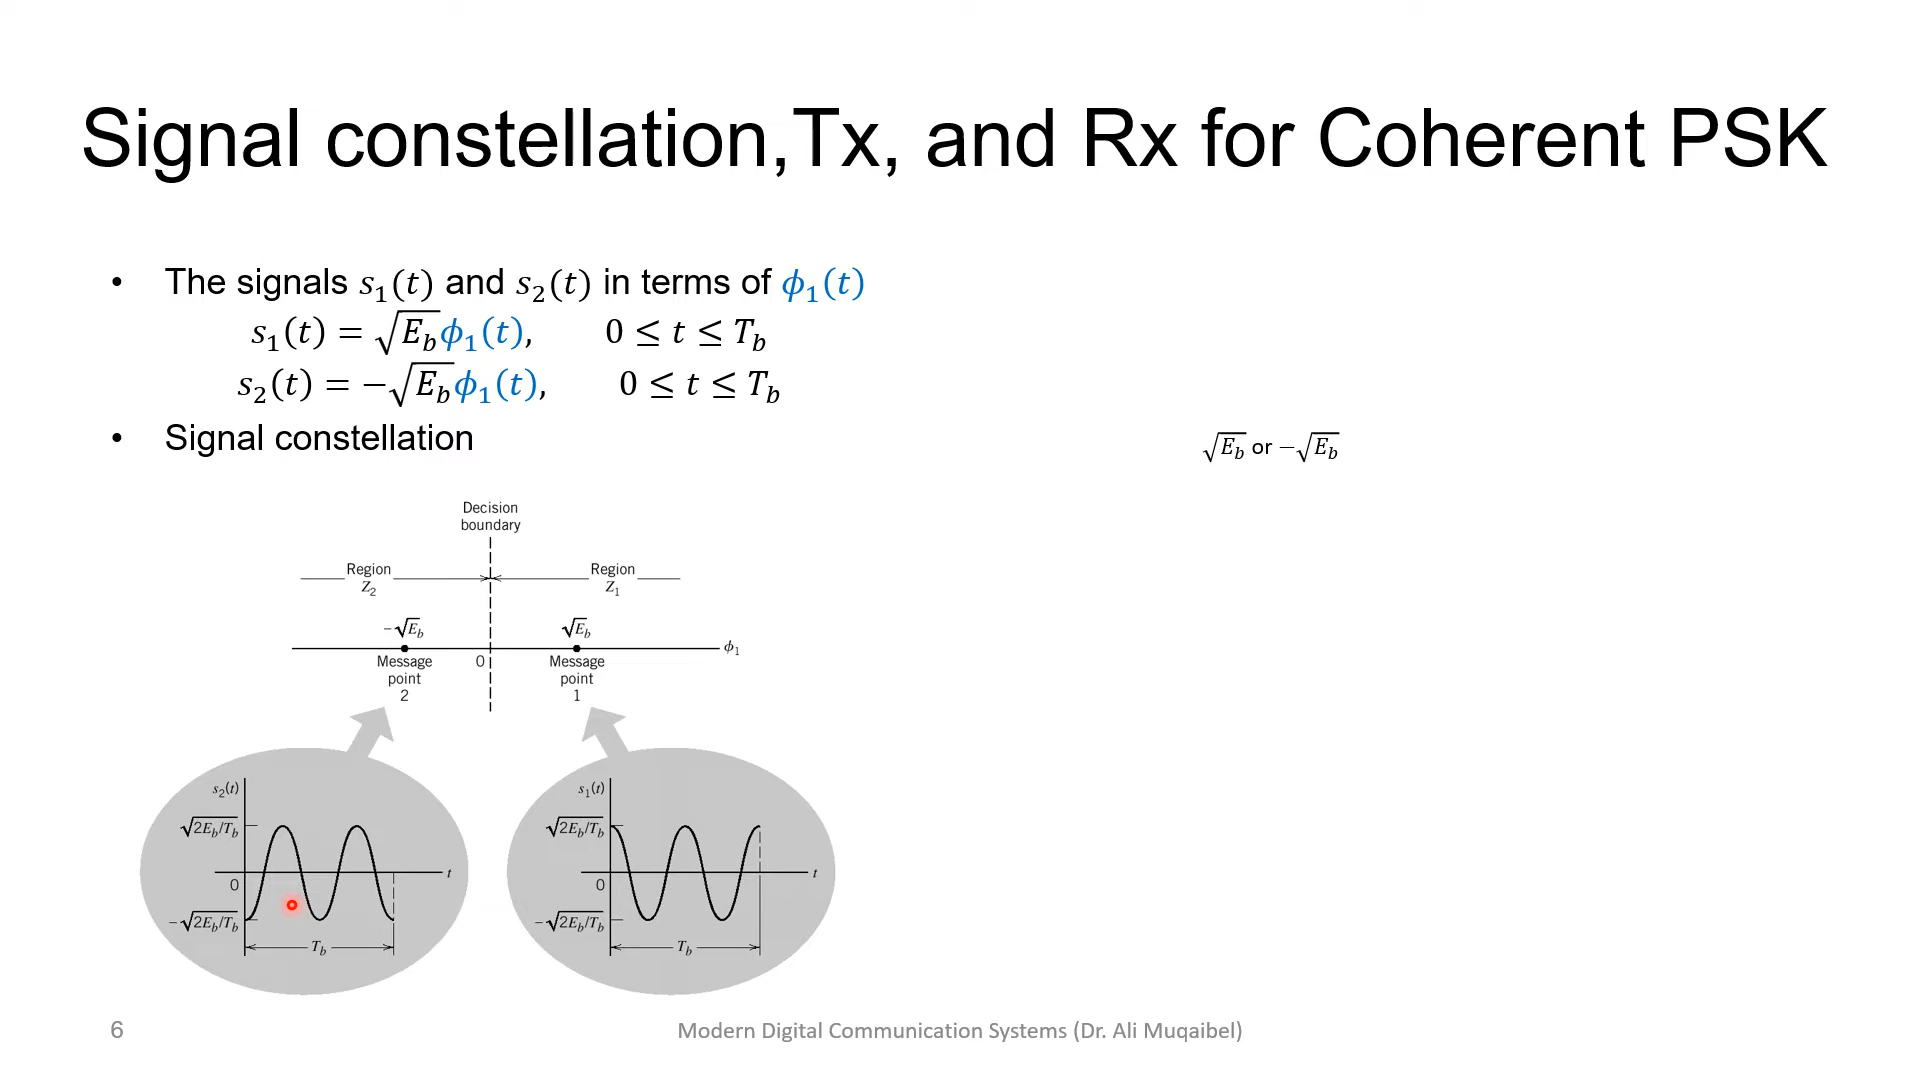 Signal constellation,Tx, and Rx for Coherent PSK
• The signals s₁(t) and s₂(t) in terms of ϕ₁(t)
s₁(t) = √E_b ϕ₁(t), 0 ≤ t ≤ T_b
s₂(t) = −√E_b ϕ₁(t), 0 ≤ t ≤ T_b
• Signal constellation
√E_b or −√E_b
Decision
boundary
Region
Z₂
Region
Z₁
−√E_b
√E_b
ϕ₁
Message
point
2
0
Message
point
1
s₂(t)
√2E_b/T_b
0
t
−√2E_b/T_b
T_b
s₁(t)
√2E_b/T_b
0
t
−√2E_b/T_b
T_b
6
Modern Digital Communication Systems (Dr. Ali Muqaibel)